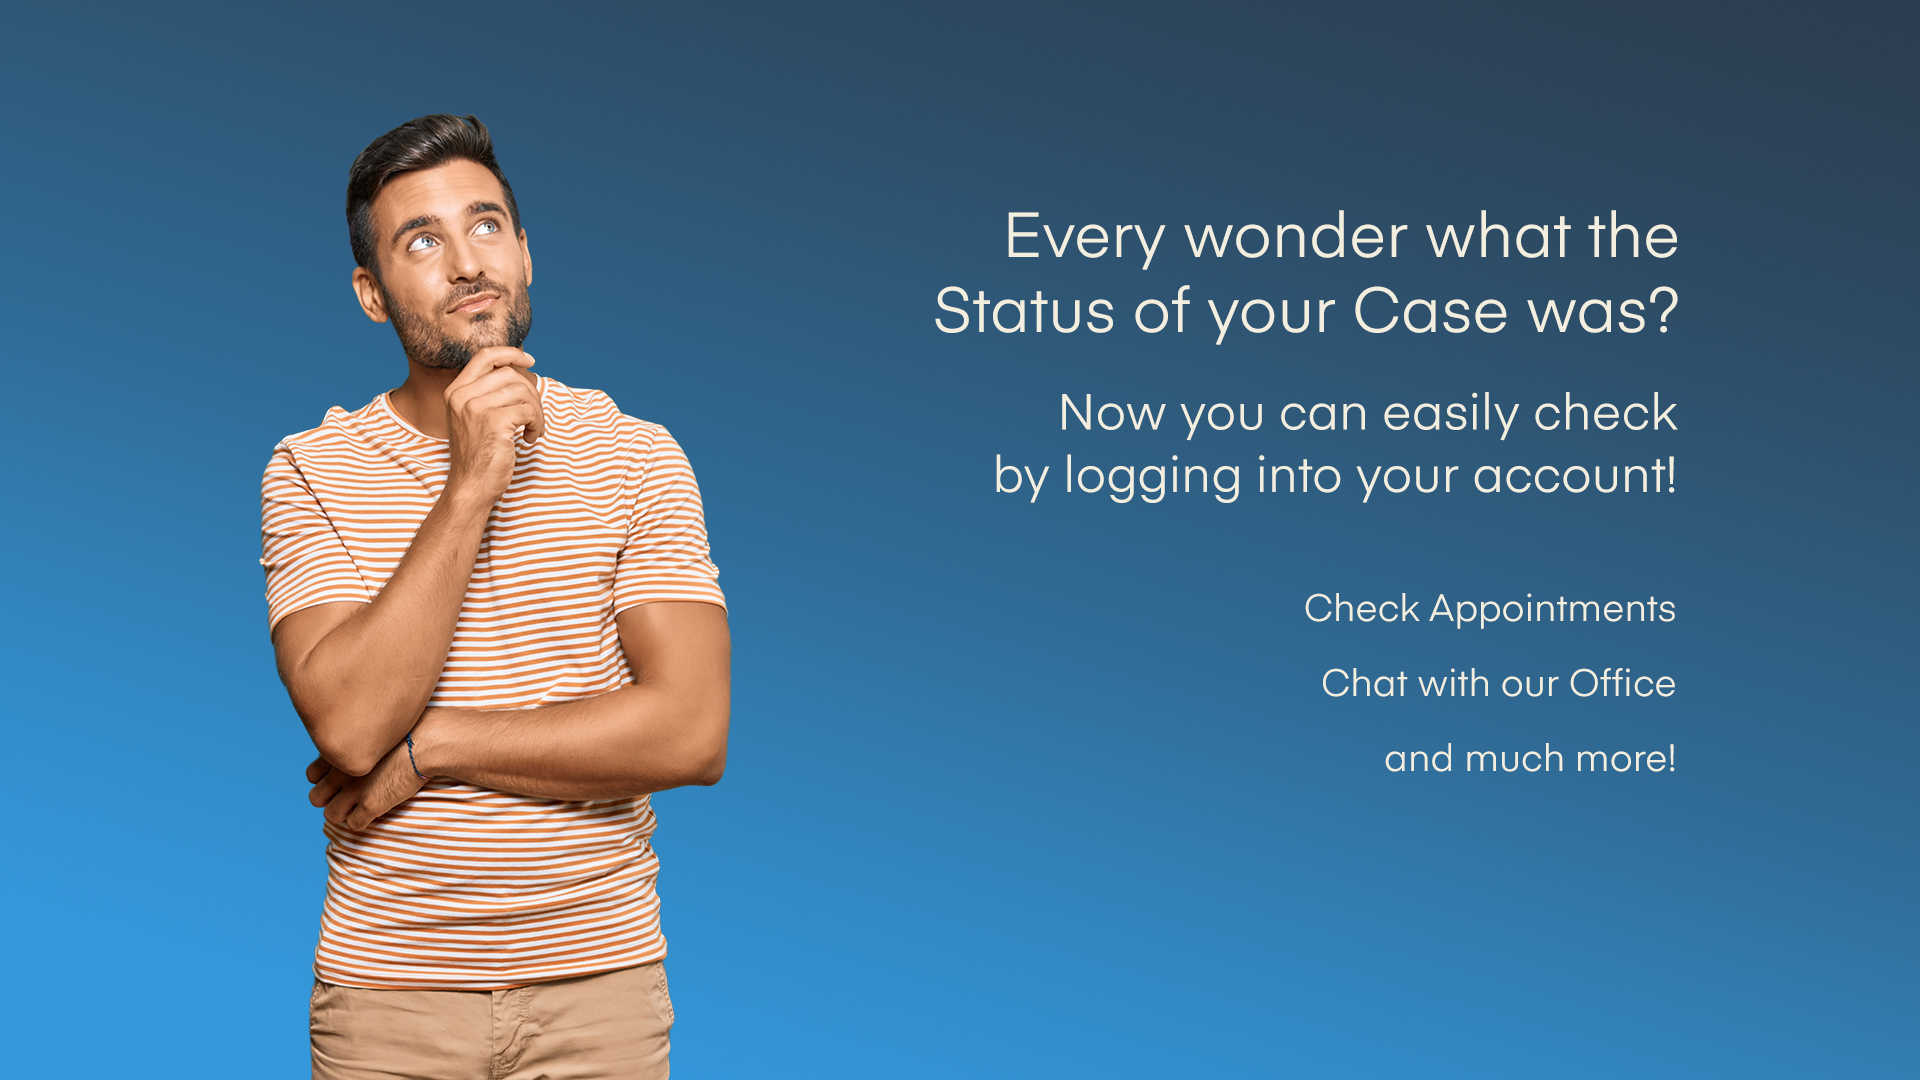 Every wonder what the
Status of your Case was?
Now you can easily check
by logging into your account!
Check Appointments
Chat with our Office
and much more!